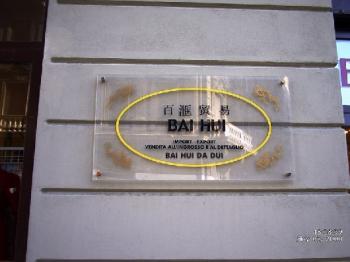 百滙貿易
BAI HUI
IMPORT EXPORT
VENDITA ALL'INGROSSO E AL DETTAGLIO
BAI HUI DA DUI